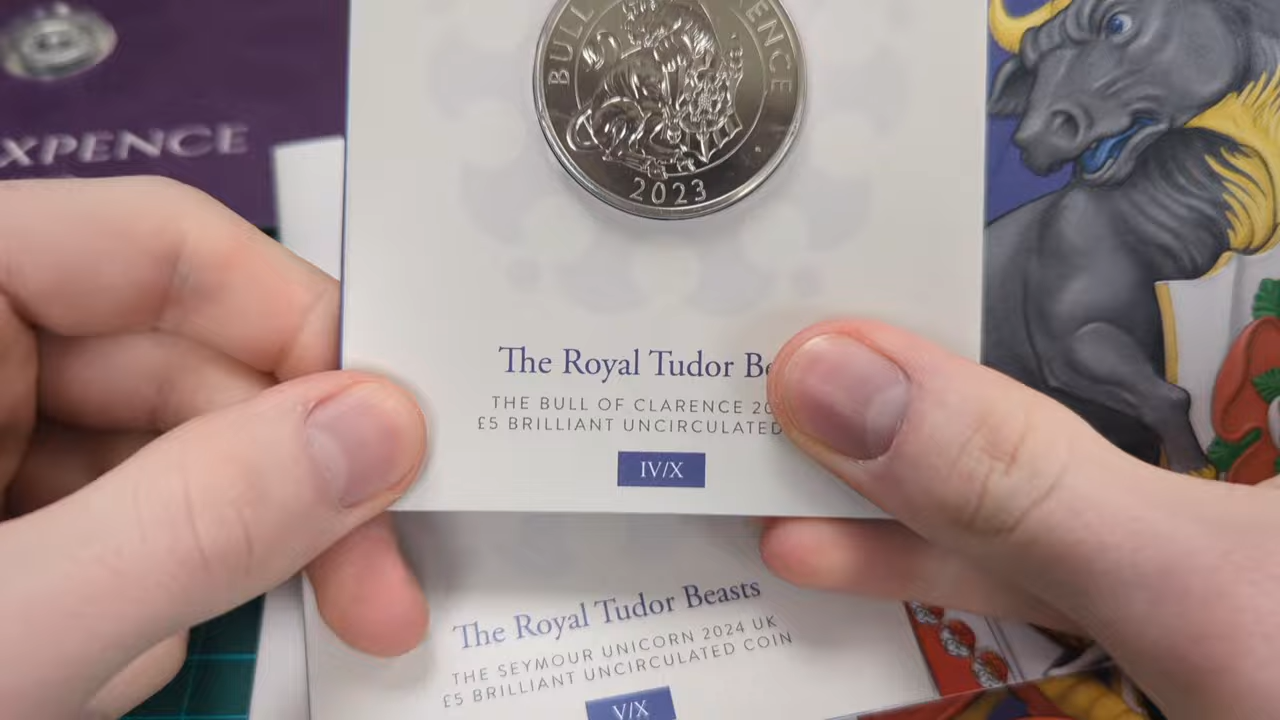 BULL
ENCE
2023
XPENCE
The Royal Tudor Be
THE BULL OF CLARENCE 20
£5 BRILLIANT UNCIRCULATED
IV/X
The Royal Tudor Beasts
THE SEYMOUR UNICORN 2024 UK
£5 BRILLIANT UNCIRCULATED COIN
V/X